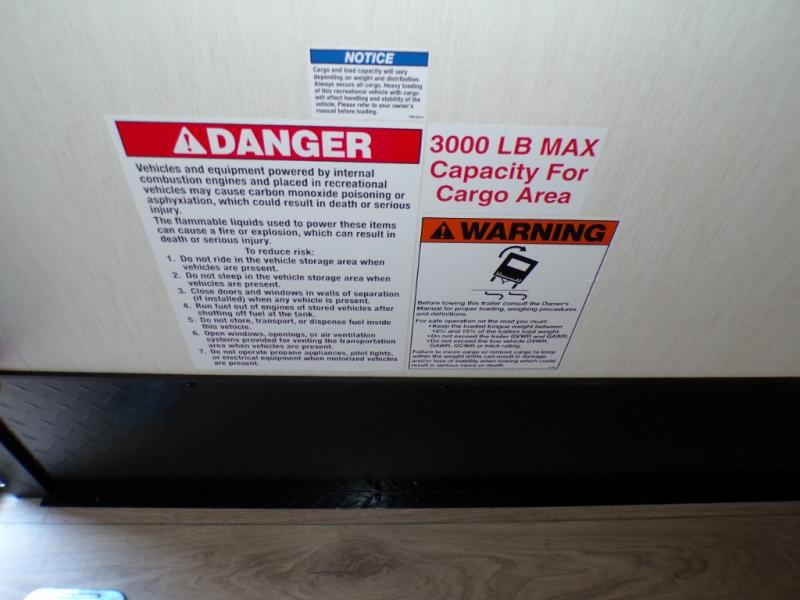 NOTICE
Cargo and load capacity will vary
depending on weight and distribution.
Always secure all cargo. Heavy loading
of this recreational vehicle with cargo
will affect handling and stability of the
vehicle. Please refer to your owner's
manual before loading.
DANGER
Vehicles and equipment powered by internal
combustion engines and placed in recreational
vehicles may cause carbon monoxide poisoning or
asphyxiation, which could result in death or serious
injury.
The flammable liquids used to power these items
can cause a fire or explosion, which can result in
death or serious injury.
To reduce risk:
1. Do not ride in the vehicle storage area when
vehicles are present.
2. Do not sleep in the vehicle storage area when
vehicles are present.
3. Close doors and windows in walls of separation
(if installed) when any vehicle is present.
4. Run fuel out of engines of stored vehicles after
shutting off fuel at the tank.
5. Do not store, transport, or dispense fuel inside
this vehicle.
6. Open windows, openings, or air ventilation
systems provided for venting the transportation
area when vehicles are present.
7. Do not operate propane appliances, pilot lights,
or electrical equipment when motorized vehicles
are present.
3000 LB MAX
Capacity For
Cargo Area
WARNING
Before towing this trailer consult the Owner's
Manual for proper loading, weighing procedures
and definitions.
For safe operation on the road you must:
•Keep the loaded tongue weight between
10% and 15% of the trailers total weight.
•Do not exceed the trailer GVWR and GAWR.
•Do not exceed the tow vehicle GVWR,
GAWR, GCWR or hitch rating.
Failure to move cargo or remove cargo to keep
within the weight limits can result in damage
and/or loss of stability when towing which could
result in serious injury or death.